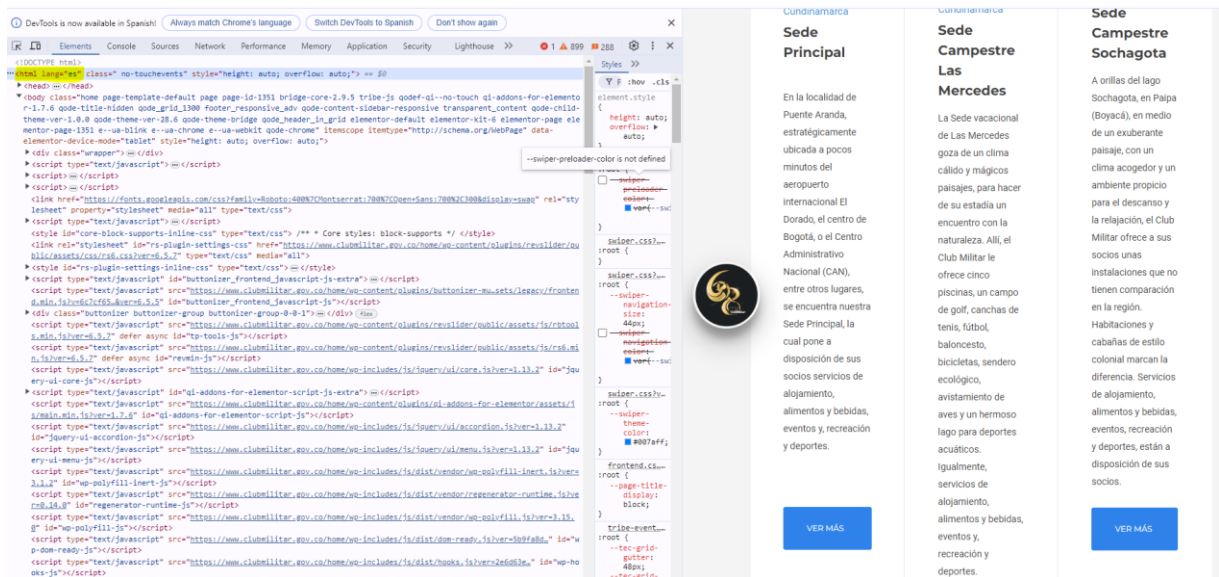 DevTools is now available in Spanish! Always match Chrome's language Switch DevTools to Spanish Don't show again
Elements Console Sources Network Performance Memory Application Security Lighthouse 1 899 288
<!DOCTYPE html>
<html lang="es" class=" no-touchevents" style="height: auto; overflow: auto;"> == $0
<head> </head>
<body class="home page-template-default page page-id-1351 bridge-core-2.9.5 tribe-js qodef-qi--no-touch qi-addons-for-elemento
r-1.7.6 qode-title-hidden qode_grid_1300 footer_responsive_adv qode-content-sidebar-responsive transparent_content qode-child-
theme-ver-1.0.0 qode-theme-ver-28.6 qode-theme-bridge qode_header_in_grid elementor-default elementor-kit-6 elementor-page ele
mentor-page-1351 e--ua-blink e--ua-chrome e--ua-webkit qode-chrome" itemscope itemtype="http://schema.org/WebPage" data-
elementor-device-mode="tablet" style="height: auto; overflow: auto;">
<div class="wrapper"> </div>
<script type="text/javascript"> </script>
<script> </script>
<script> </script>
<link href="https://fonts.googleapis.com/css?family=Roboto:400%7CMontserrat:700%7COpen+Sans:700%2C300&display=swap" rel="sty
lesheet" property="stylesheet" media="all" type="text/css">
<script type="text/javascript"> </script>
<style id="core-block-supports-inline-css" type="text/css"> /** * Core styles: block-supports */ </style>
<link rel="stylesheet" id="rs-plugin-settings-css" href="https://www.clubmilitar.gov.co/home/wp-content/plugins/revslider/pu
blic/assets/css/rs6.css?ver=6.5.7" type="text/css" media="all">
<style id="rs-plugin-settings-inline-css" type="text/css"> </style>
<script type="text/javascript" id="buttonizer_frontend_javascript-js-extra"> </script>
<script type="text/javascript" src="https://www.clubmilitar.gov.co/home/wp-content/plugins/buttonizer-mu…sets/legacy/fronten
d.min.js?v=6c7cf65…&ver=6.5.5" id="buttonizer_frontend_javascript-js"></script>
<div class="buttonizer buttonizer-group buttonizer-group-0-0-1"> </div> flex
<script type="text/javascript" src="https://www.clubmilitar.gov.co/home/wp-content/plugins/revslider/public/assets/js/rbtool
s.min.js?ver=6.5.7" defer async id="tp-tools-js"></script>
<script type="text/javascript" src="https://www.clubmilitar.gov.co/home/wp-content/plugins/revslider/public/assets/js/rs6.mi
n.js?ver=6.5.7" defer async id="revmin-js"></script>
<script type="text/javascript" src="https://www.clubmilitar.gov.co/home/wp-includes/js/jquery/ui/core.js?ver=1.13.2" id="jqu
ery-ui-core-js"></script>
<script type="text/javascript" id="qi-addons-for-elementor-script-js-extra"> </script>
<script type="text/javascript" src="https://www.clubmilitar.gov.co/home/wp-content/plugins/qi-addons-for-elementor/assets/j
s/main.min.js?ver=1.7.6" id="qi-addons-for-elementor-script-js"></script>
<script type="text/javascript" src="https://www.clubmilitar.gov.co/home/wp-includes/js/jquery/ui/accordion.js?ver=1.13.2"
id="jquery-ui-accordion-js"></script>
<script type="text/javascript" src="https://www.clubmilitar.gov.co/home/wp-includes/js/jquery/ui/menu.js?ver=1.13.2" id="jqu
ery-ui-menu-js"></script>
<script type="text/javascript" src="https://www.clubmilitar.gov.co/home/wp-includes/js/dist/vendor/wp-polyfill-inert.js?ver=
3.1.2" id="wp-polyfill-inert-js"></script>
<script type="text/javascript" src="https://www.clubmilitar.gov.co/home/wp-includes/js/dist/vendor/regenerator-runtime.js?ve
r=0.14.0" id="regenerator-runtime-js"></script>
<script type="text/javascript" src="https://www.clubmilitar.gov.co/home/wp-includes/js/dist/vendor/wp-polyfill.js?ver=3.15.
0" id="wp-polyfill-js"></script>
<script type="text/javascript" src="https://www.clubmilitar.gov.co/home/wp-includes/js/dist/dom-ready.js?ver=5b9fa8d…" id="w
p-dom-ready-js"></script>
<script type="text/javascript" src="https://www.clubmilitar.gov.co/home/wp-includes/js/dist/hooks.js?ver=2e6d63e…" id="wp-ho
oks-js"></script>
Styles
:hov .cls
element.style
{
height: auto;
overflow:
auto;
}
--swiper-preloader-color is not defined
:root {
--swiper-
preloader-
color:
var(--sw
}
swiper.css?…
:root {
}
swiper.css?…
:root {
--swiper-
navigation-
size:
44px;
--swiper-
navigation-
color:
var(--sw
}
swiper.css?v…
:root {
--swiper-
theme-
color:
#007aff;
}
frontend.cs…
:root {
--page-title-
display:
block;
}
tribe-event…
:root {
--tec-grid-
gutter:
48px;
--tec-grid-
Cundinamarca
Sede
Principal
En la localidad de
Puente Aranda,
estratégicamente
ubicada a pocos
minutos del
aeropuerto
internacional El
Dorado, el centro de
Bogotá, o el Centro
Administrativo
Nacional (CAN),
entre otros lugares,
se encuentra nuestra
Sede Principal, la
cual pone a
disposición de sus
socios servicios de
alojamiento,
alimentos y bebidas,
eventos y, recreación
y deportes.
VER MÁS
Cundinamarca
Sede
Campestre
Las
Mercedes
La Sede vacacional
de Las Mercedes
goza de un clima
cálido y mágicos
paisajes, para hacer
de su estadía un
encuentro con la
naturaleza. Allí, el
Club Militar le
ofrece cinco
piscinas, un campo
de golf, canchas de
tenis, fútbol,
baloncesto,
bicicletas, sendero
ecológico,
avistamiento de
aves y un hermoso
lago para deportes
acuáticos.
Igualmente,
servicios de
alojamiento,
alimentos y bebidas,
eventos y,
recreación y
deportes.
Sede
Campestre
Sochagota
A orillas del lago
Sochagota, en Paipa
(Boyacá), en medio
de un exuberante
paisaje, con un
clima acogedor y un
ambiente propicio
para el descanso y
la relajación, el Club
Militar ofrece a sus
socios unas
instalaciones que no
tienen comparación
en la región.
Habitaciones y
cabañas de estilo
colonial marcan la
diferencia. Servicios
de alojamiento,
alimentos y bebidas,
eventos, recreación
y deportes, están a
disposición de sus
socios.
VER MÁS